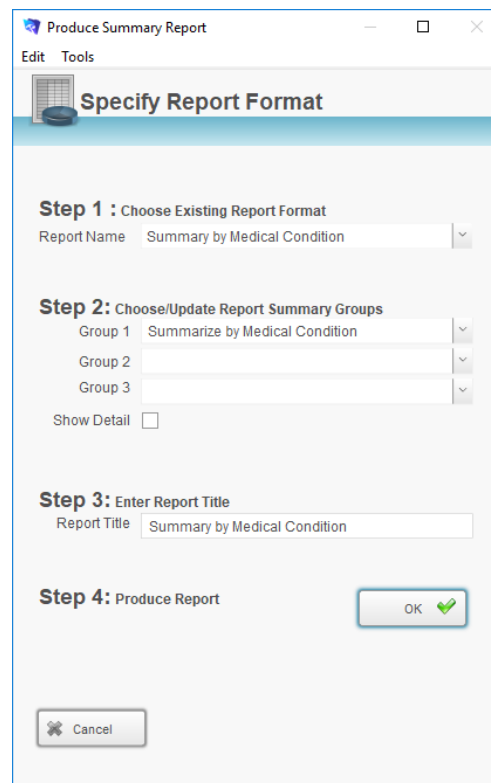 Produce Summary Report
Edit Tools
Specify Report Format
Step 1 : Choose Existing Report Format
Report Name Summary by Medical Condition
Step 2: Choose/Update Report Summary Groups
Group 1 Summarize by Medical Condition
Group 2
Group 3
Show Detail
Step 3: Enter Report Title
Report Title Summary by Medical Condition
Step 4: Produce Report
OK
Cancel